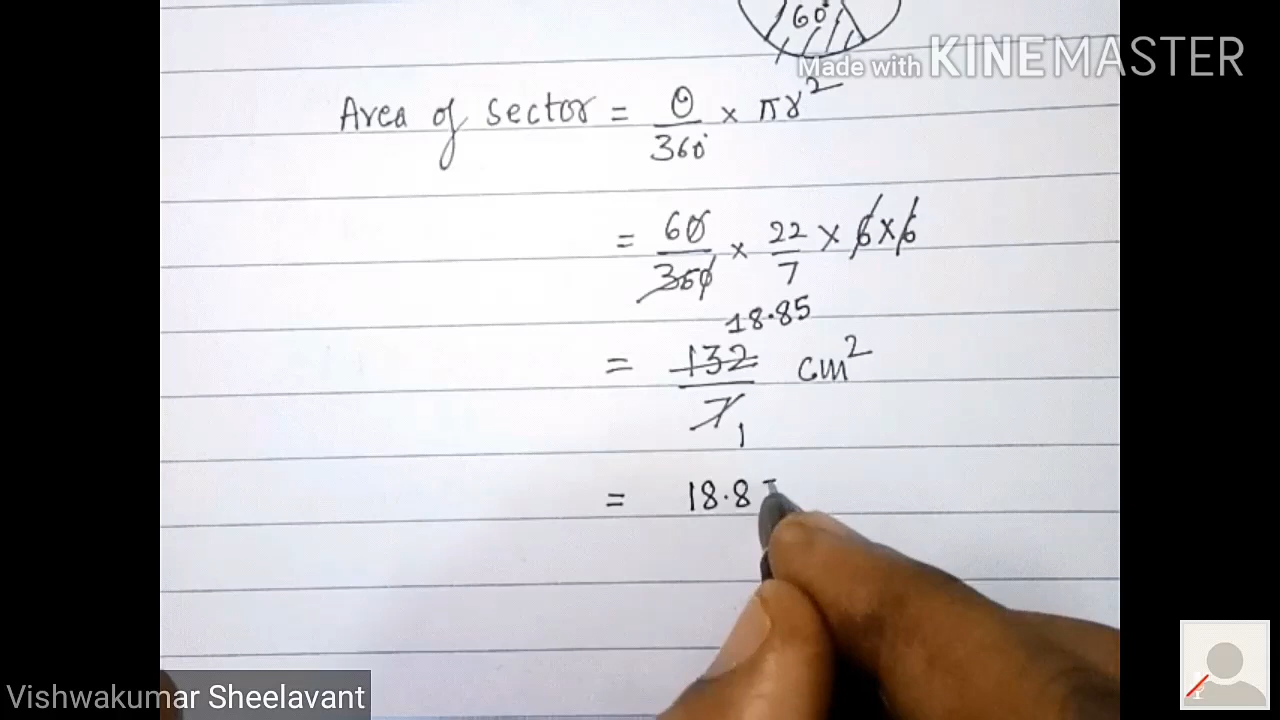 60°
Made with KINEMASTER
Area of sector = θ/360° × πr²
= 60/360 × 22/7 × 6 × 6
18.85
= 132/7 cm²
1
= 18.8
Vishwakumar Sheelavant